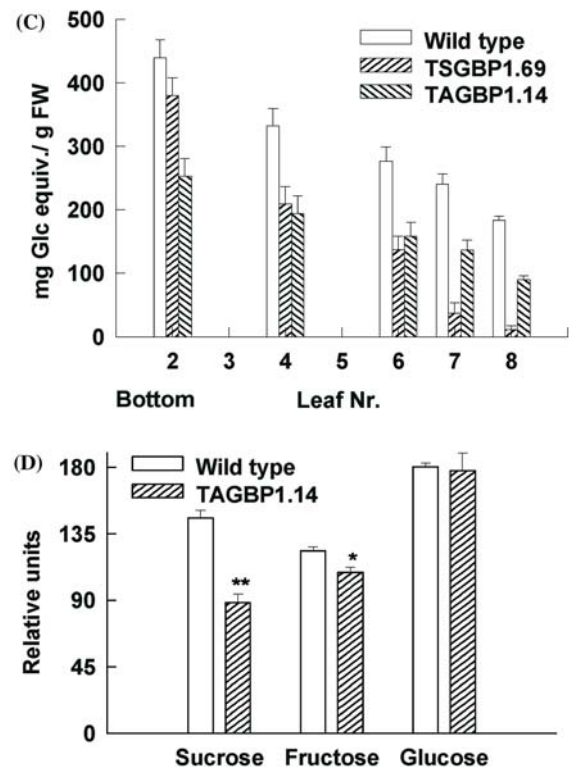 (C)
500
400
300
200
100
0
mg Glc equiv./ g FW
Wild type
TSGBP1.69
TAGBP1.14
2 3 4 5 6 7 8
Bottom Leaf Nr.
(D)
180
135
90
45
0
Relative units
Wild type
TAGBP1.14
**
*
Sucrose Fructose Glucose